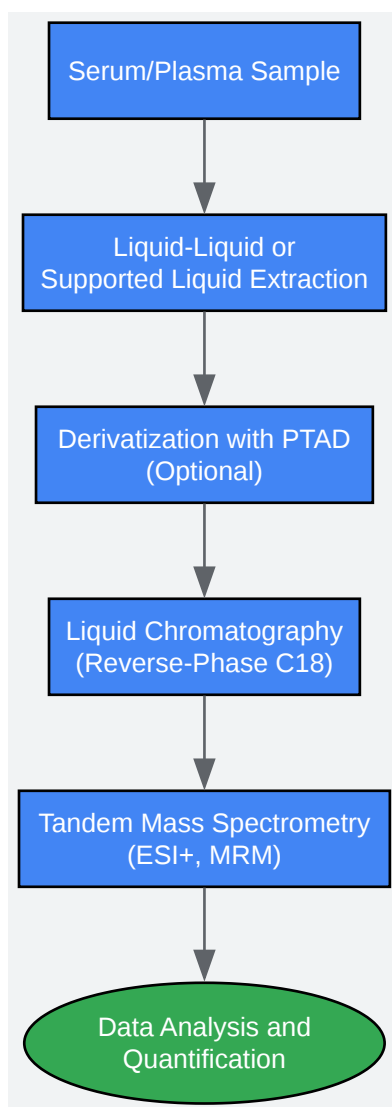 Serum/Plasma Sample
Liquid-Liquid or
Supported Liquid Extraction
Derivatization with PTAD
(Optional)
Liquid Chromatography
(Reverse-Phase C18)
Tandem Mass Spectrometry
(ESI+, MRM)
Data Analysis and
Quantification